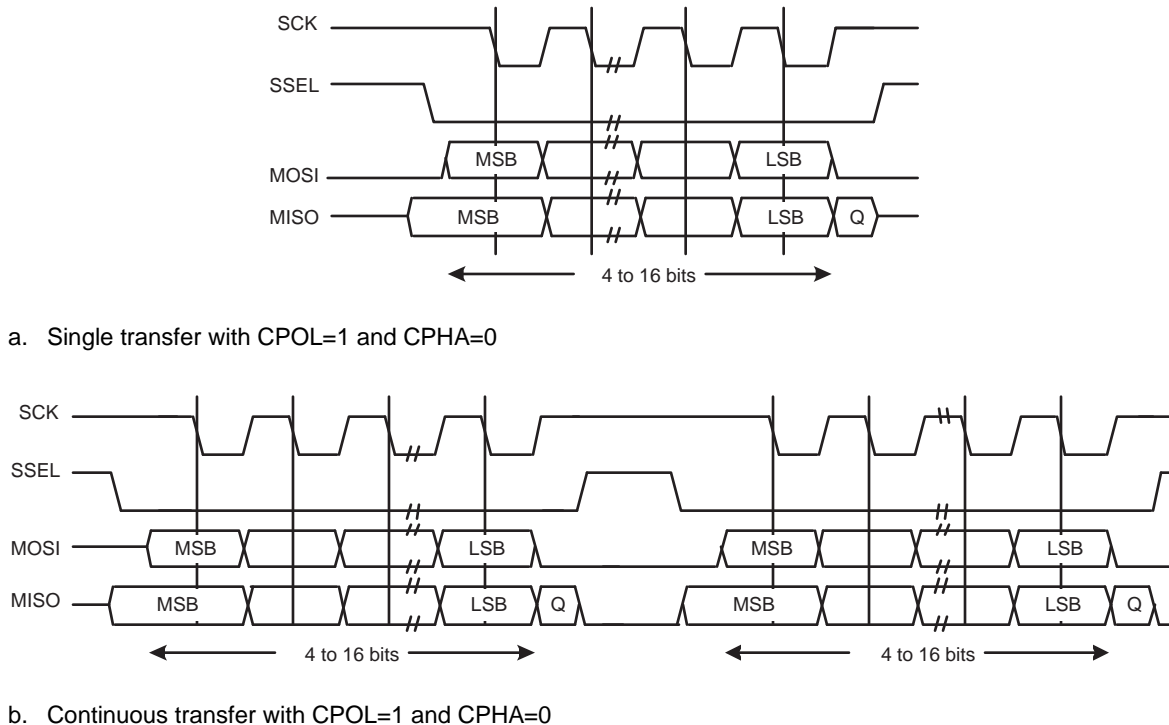 SCK
SSEL
MOSI MSB LSB
MISO MSB LSB Q
4 to 16 bits
a. Single transfer with CPOL=1 and CPHA=0
SCK
SSEL
MOSI MSB LSB MSB LSB
MISO MSB LSB Q MSB LSB Q
4 to 16 bits 4 to 16 bits
b. Continuous transfer with CPOL=1 and CPHA=0